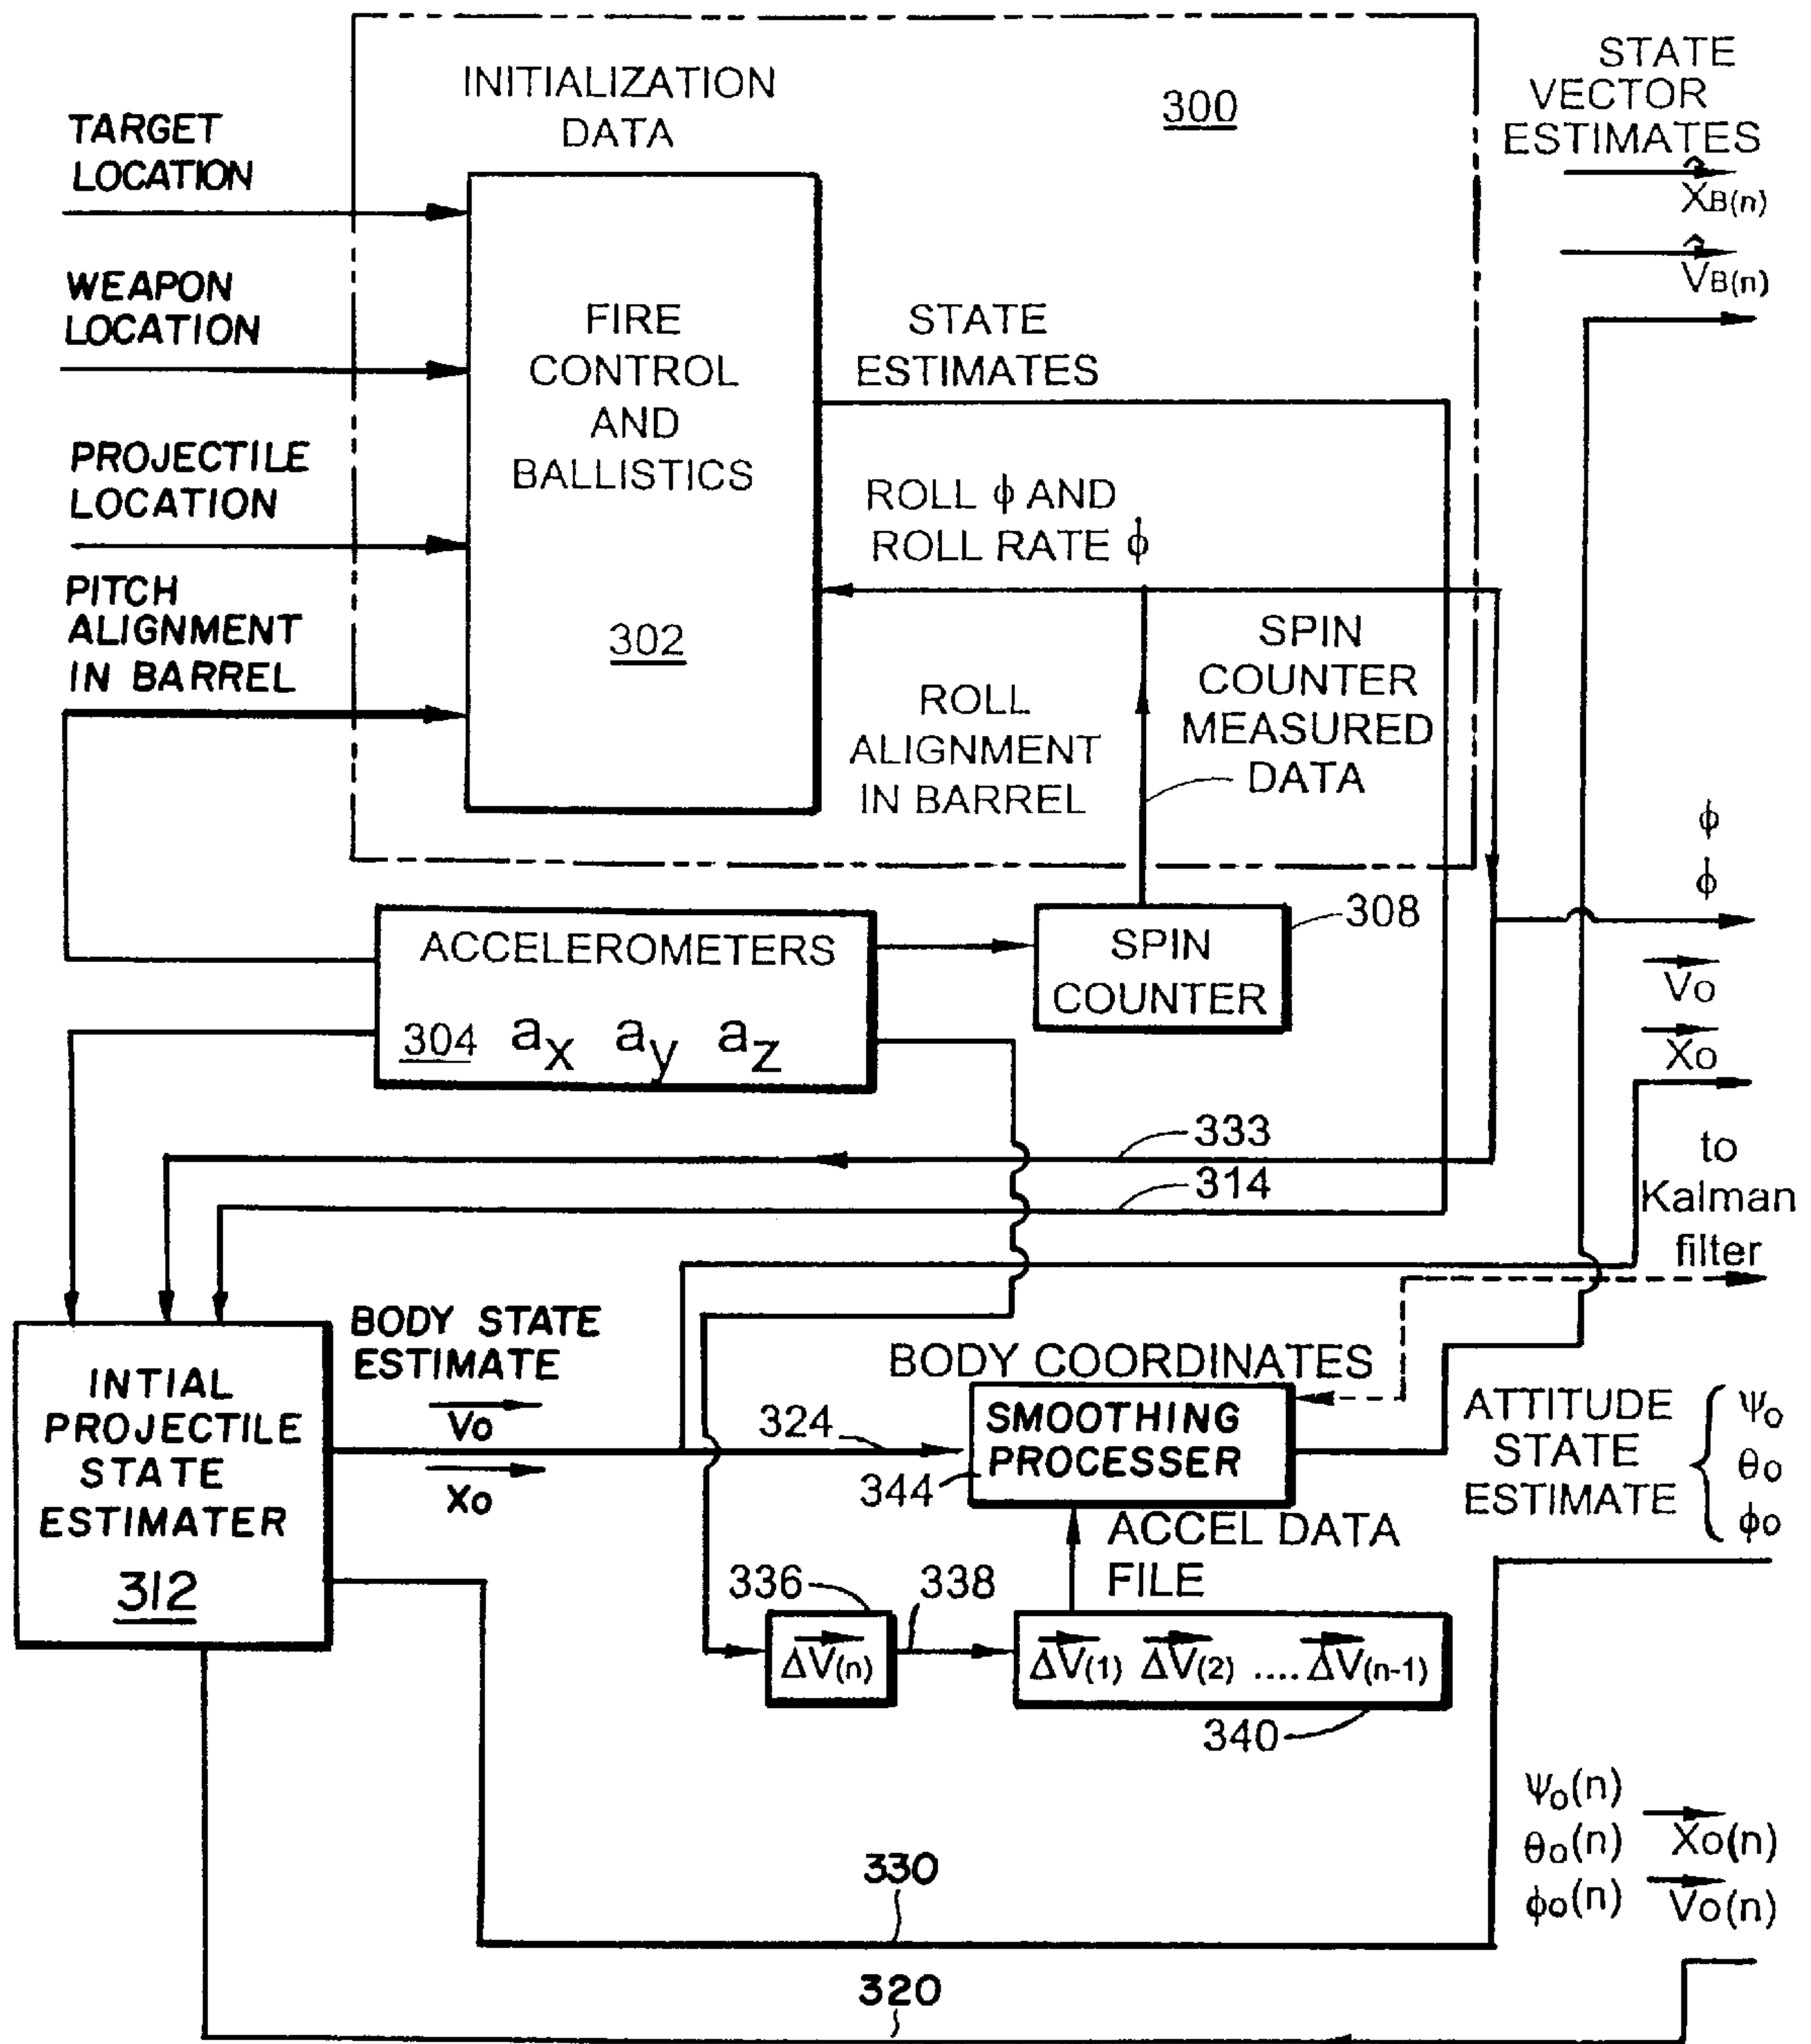 INITIALIZATION
DATA
300
STATE
VECTOR
ESTIMATES
X̂B(n)
V̂B(n)
TARGET
LOCATION
WEAPON
LOCATION
PROJECTILE
LOCATION
PITCH
ALIGNMENT
IN BARREL
FIRE
CONTROL
AND
BALLISTICS
302
STATE
ESTIMATES
ROLL ϕ AND
ROLL RATE ϕ̇
ROLL
ALIGNMENT
IN BARREL
SPIN
COUNTER
MEASURED
DATA
ϕ
ϕ̇
ACCELEROMETERS
304 ax ay az
SPIN
COUNTER
308
Vo
Xo
333
314
to
Kalman
filter
INTIAL
PROJECTILE
STATE
ESTIMATER
312
BODY STATE
ESTIMATE
Vo
Xo
324
BODY COORDINATES
SMOOTHING
PROCESSER
344
ATTITUDE
STATE
ESTIMATE
ψo
θo
ϕo
ACCEL DATA
FILE
336
338
ΔV(n)
ΔV(1) ΔV(2) .... ΔV(n-1)
340
ψo(n)
θo(n)
ϕo(n)
Xo(n)
Vo(n)
330
320